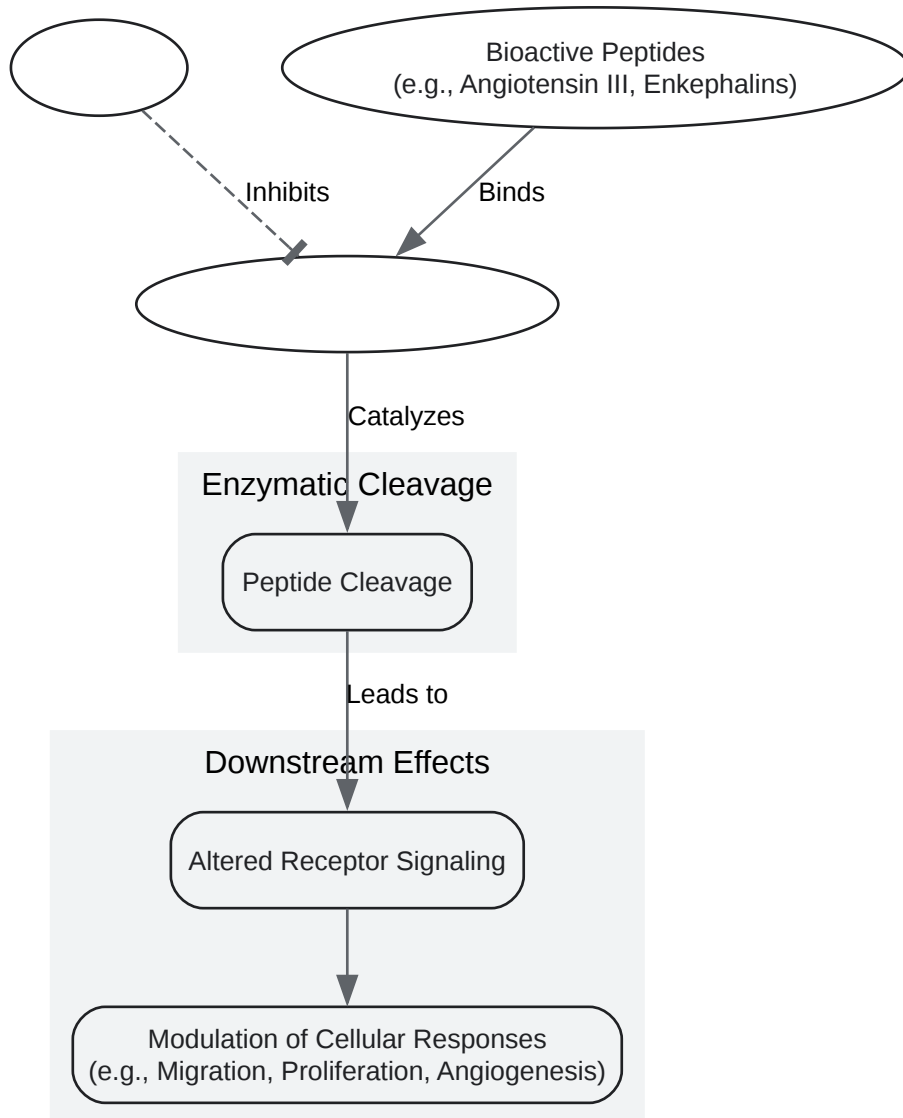 Bioactive Peptides
(e.g., Angiotensin III, Enkephalins)
Inhibits
Binds
Catalyzes
Enzymatic Cleavage
Peptide Cleavage
Leads to
Downstream Effects
Altered Receptor Signaling
Modulation of Cellular Responses
(e.g., Migration, Proliferation, Angiogenesis)